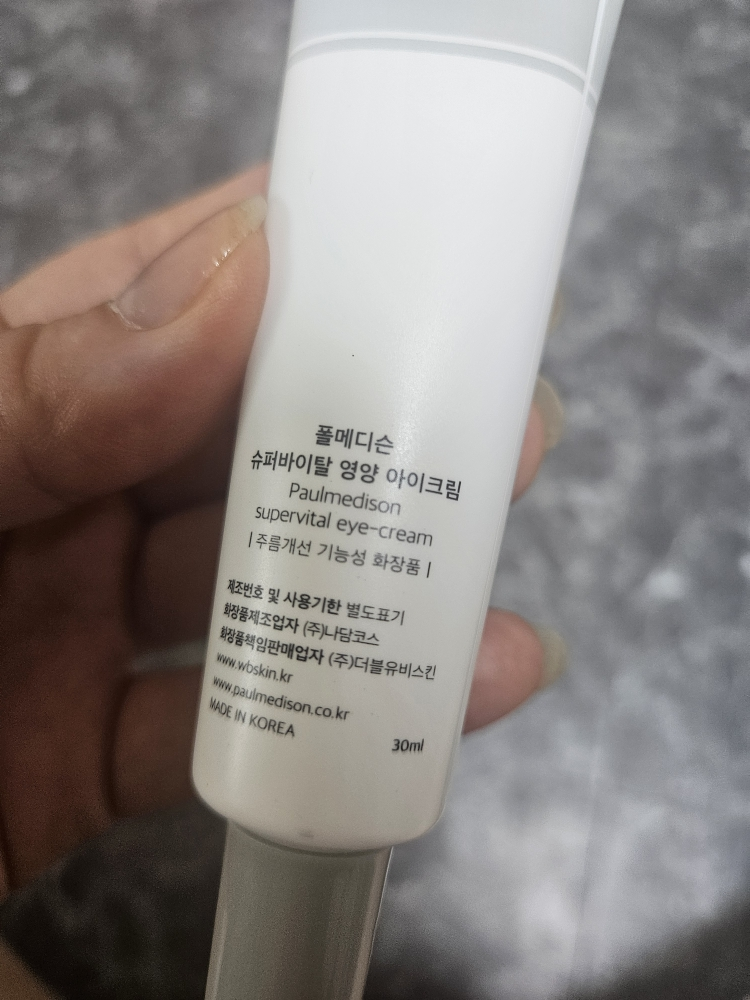 폴메디슨
슈퍼바이탈 영양 아이크림
Paulmedison
supervital eye-cream
| 주름개선 기능성 화장품 |
제조번호 및 사용기한 별도표기
화장품제조업자 (주)나담코스
화장품책임판매업자 (주)더블유비스킨
www.wbskin.kr
www.paulmedison.co.kr
MADE IN KOREA
30ml